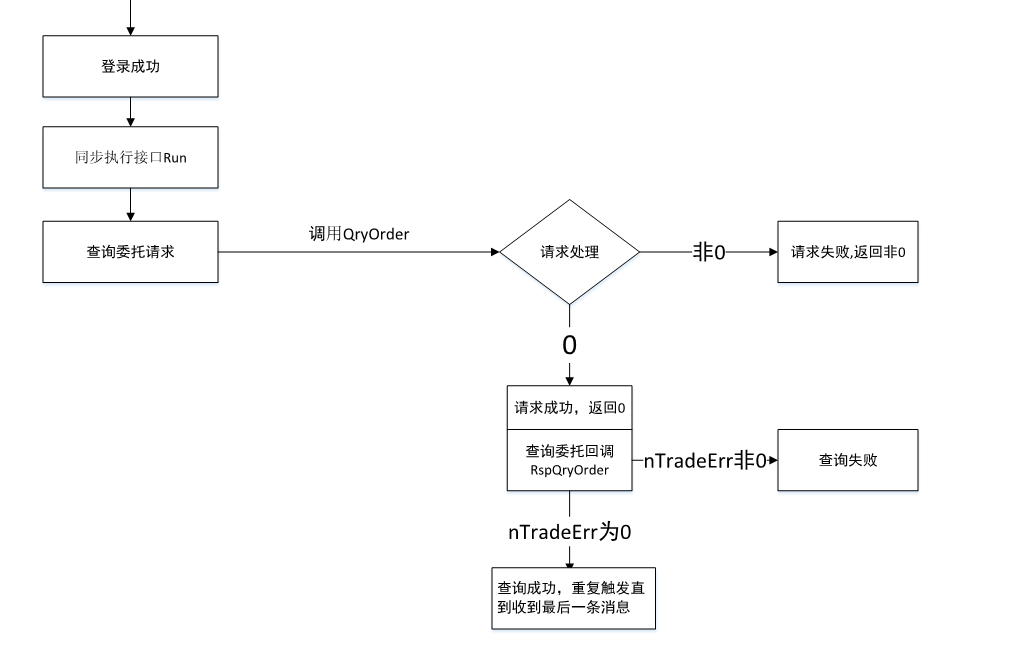 登录成功
同步执行接口Run
查询委托请求
调用QryOrder
请求处理
非0
请求失败,返回非0
0
请求成功，返回0
查询委托回调
RspQryOrder
nTradeErr非0
查询失败
nTradeErr为0
查询成功，重复触发直
到收到最后一条消息